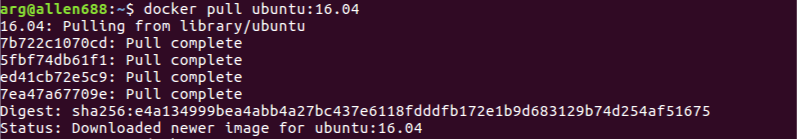 arg@allen688:~$ docker pull ubuntu:16.04
16.04: Pulling from library/ubuntu
7b722c1070cd: Pull complete
5fbf74db61f1: Pull complete
ed41cb72e5c9: Pull complete
7ea47a67709e: Pull complete
Digest: sha256:e4a134999bea4abb4a27bc437e6118fdddfb172e1b9d683129b74d254af51675
Status: Downloaded newer image for ubuntu:16.04